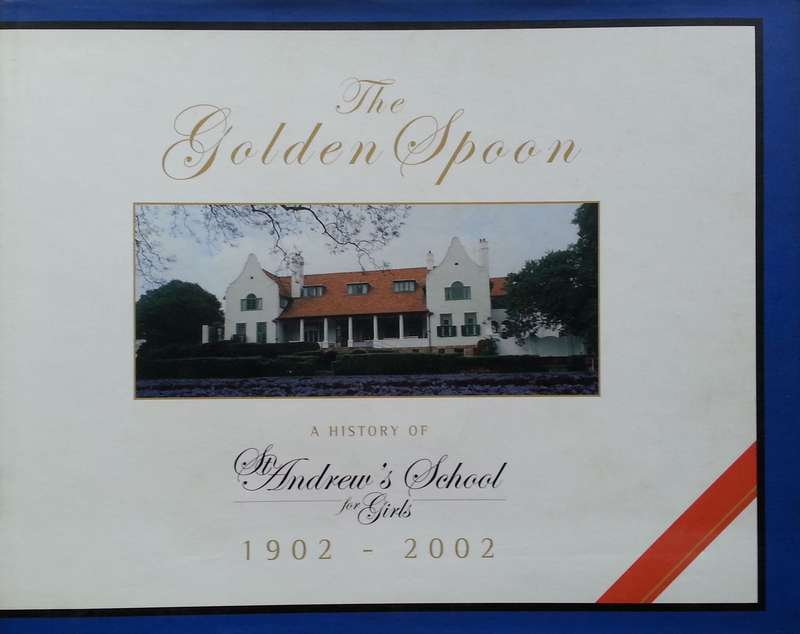 The
Golden Spoon
A HISTORY OF
St Andrew's School
for Girls
1902 - 2002